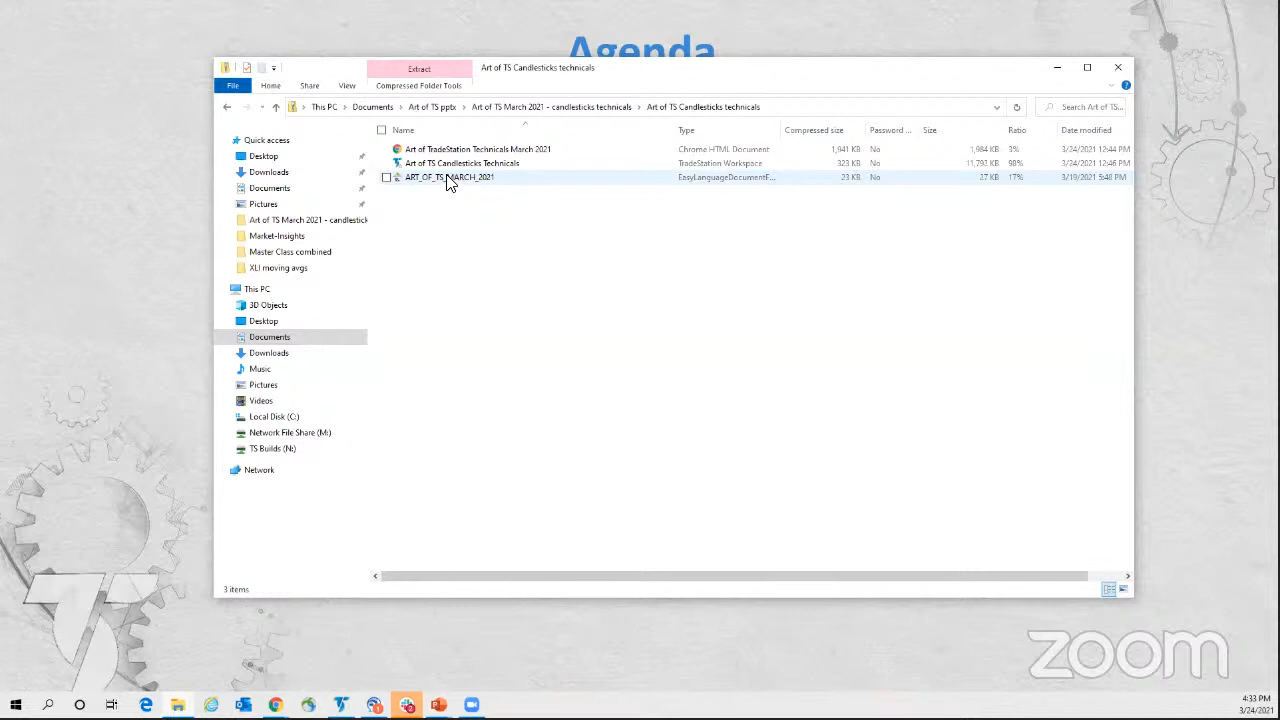 Agenda
Extract
Art of TS Candlesticks technicals
File
Home
Share
View
Compressed Folder Tools
This PC
Documents
Art of TS pptx
Art of TS March 2021 - candlesticks technicals
Art of TS Candlesticks technicals
Search Art of TS...
Name
Type
Compressed size
Password ...
Size
Ratio
Date modified
Art of TradeStation Technicals March 2021
Chrome HTML Document
1,941 KB
No
1,984 KB
3%
3/24/2021 12:44 PM
Art of TS Candlesticks Technicals
TradeStation Workspace
323 KB
No
11,792 KB
98%
3/24/2021 12:46 PM
ART_OF_TS_MARCH_2021
EasyLanguageDocumentF...
23 KB
No
27 KB
17%
3/19/2021 5:48 PM
Quick access
Desktop
Downloads
Documents
Pictures
Art of TS March 2021 - candlestick
Market-Insights
Master Class combined
XLI moving avgs
This PC
3D Objects
Desktop
Documents
Downloads
Music
Pictures
Videos
Local Disk (C:)
Network File Share (M:)
TS Builds (N:)
Network
3 items
zoom
4:33 PM
3/24/2021